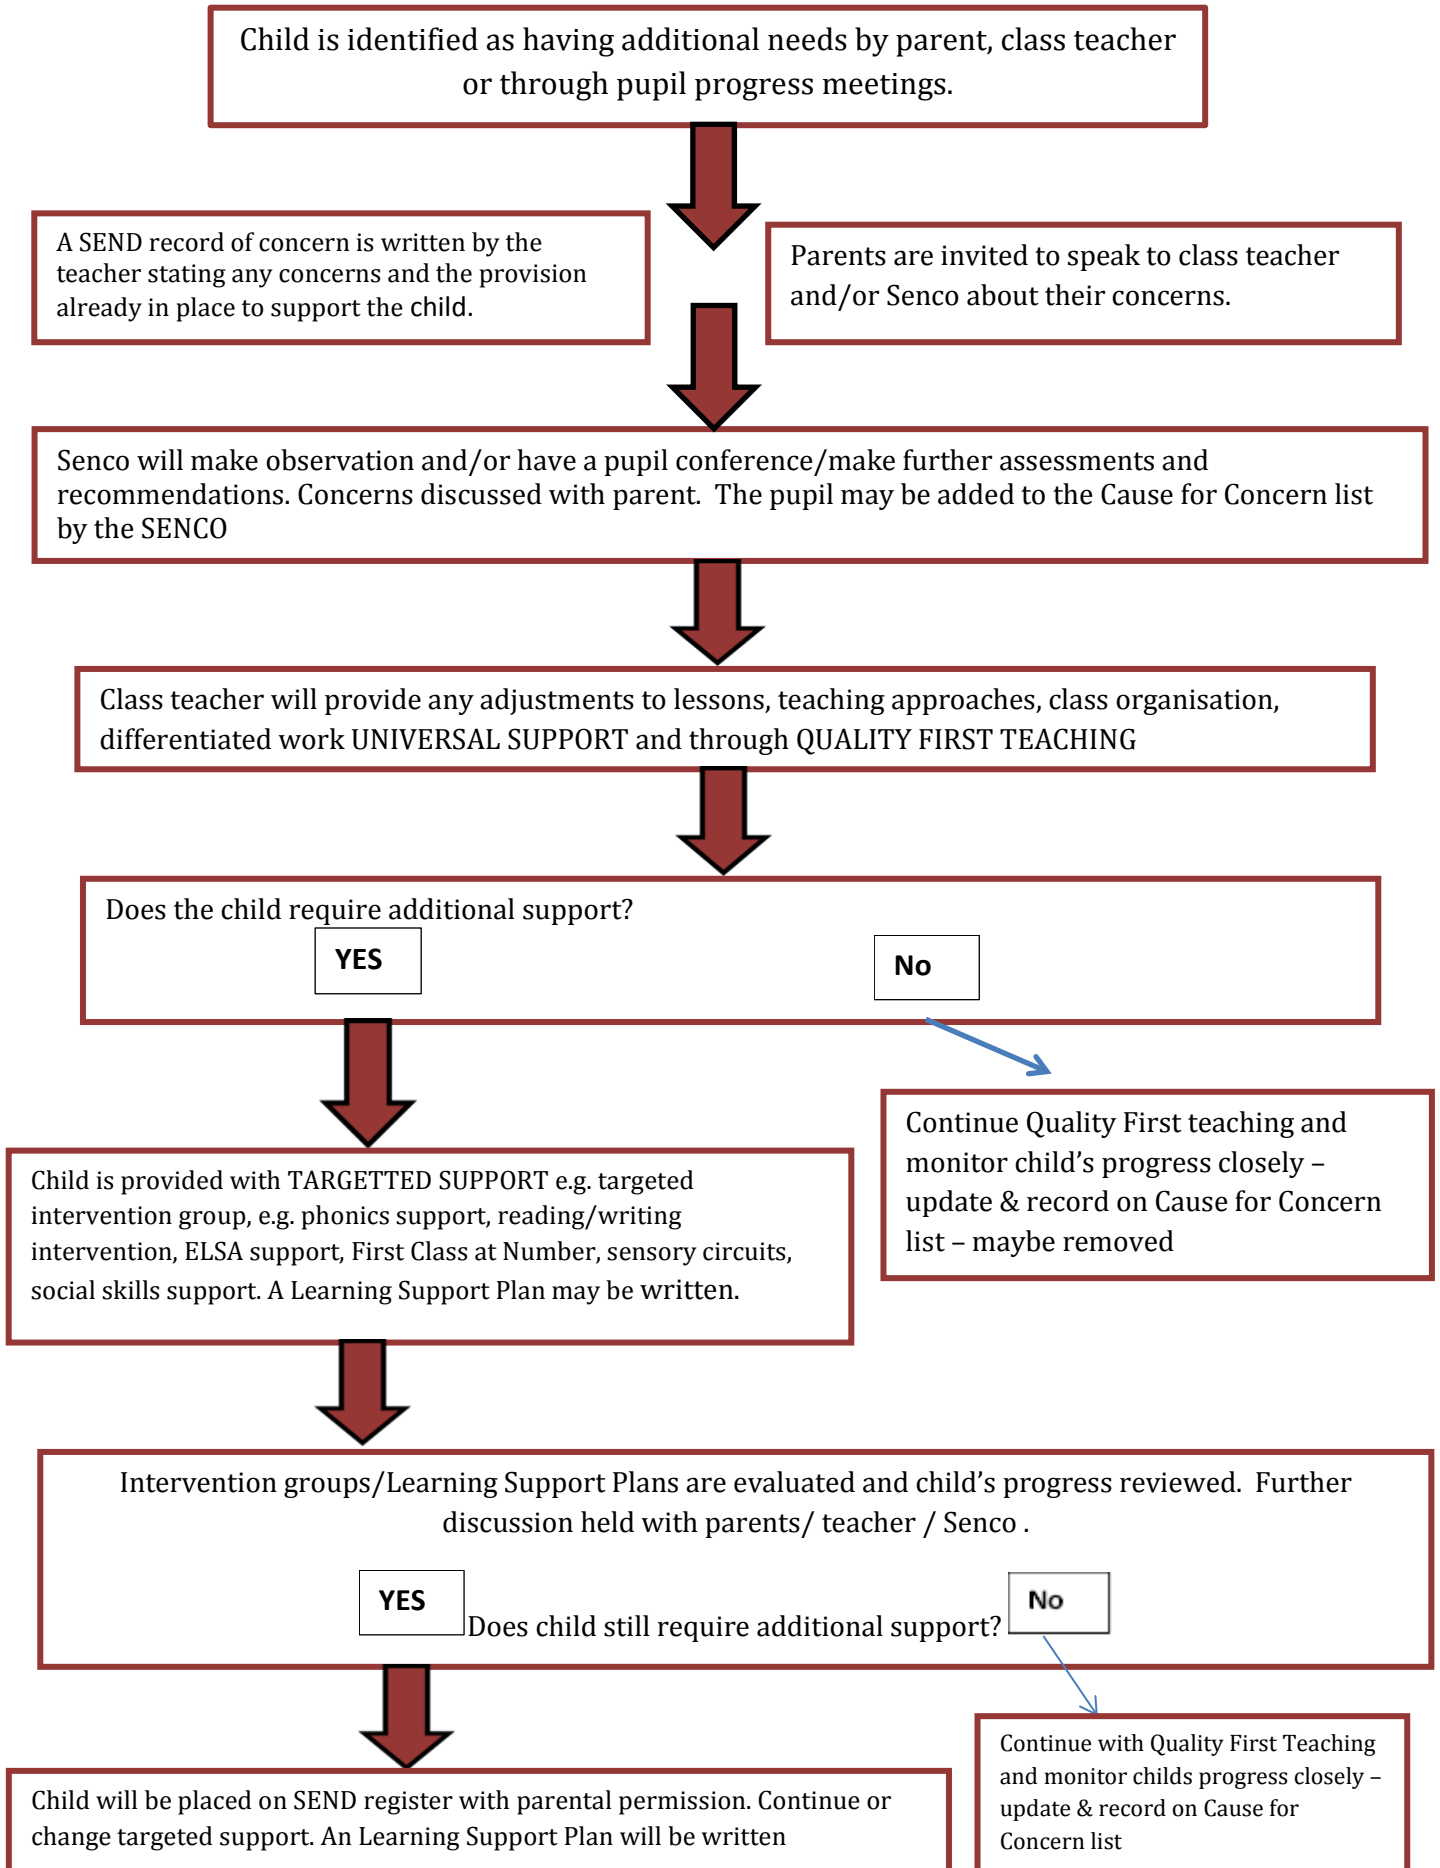 Child is identified as having additional needs by parent, class teacher
or through pupil progress meetings.
A SEND record of concern is written by the
teacher stating any concerns and the provision
already in place to support the child.
Parents are invited to speak to class teacher
and/or Senco about their concerns.
Senco will make observation and/or have a pupil conference/make further assessments and
recommendations. Concerns discussed with parent.  The pupil may be added to the Cause for Concern list
by the SENCO
Class teacher will provide any adjustments to lessons, teaching approaches, class organisation,
differentiated work UNIVERSAL SUPPORT and through QUALITY FIRST TEACHING
Does the child require additional support?
YES
No
Continue Quality First teaching and
monitor child’s progress closely –
update & record on Cause for Concern
list – maybe removed
Child is provided with TARGETTED SUPPORT e.g. targeted
intervention group, e.g. phonics support, reading/writing
intervention, ELSA support, First Class at Number, sensory circuits,
social skills support. A Learning Support Plan may be written.
Intervention groups/Learning Support Plans are evaluated and child’s progress reviewed.  Further
discussion held with parents/ teacher / Senco .
YES
Does child still require additional support?
No
Continue with Quality First Teaching
and monitor childs progress closely –
update & record on Cause for
Concern list
Child will be placed on SEND register with parental permission. Continue or
change targeted support. An Learning Support Plan will be written